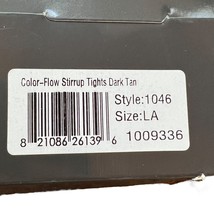 Color-Flow Stirrup Tights Dark Tan
Style:1046
Size:LA
8 21086 26139 6
1009336